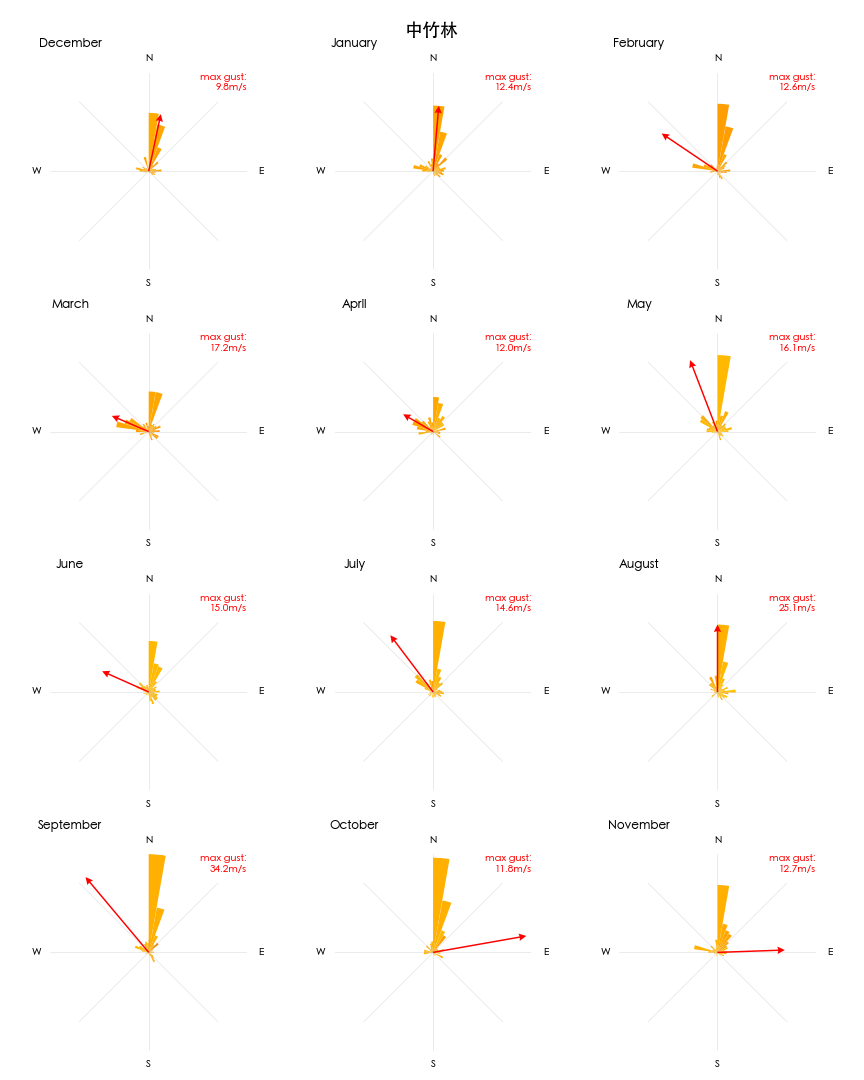 中竹林
December
January
February
N
N
N
max gust:
9.8m/s
max gust:
12.4m/s
max gust:
12.6m/s
W
E
W
E
W
E
S
S
S
March
April
May
N
N
N
max gust:
17.2m/s
max gust:
12.0m/s
max gust:
16.1m/s
W
E
W
E
W
E
S
S
S
June
July
August
N
N
N
max gust:
15.0m/s
max gust:
14.6m/s
max gust:
25.1m/s
W
E
W
E
W
E
S
S
S
September
October
November
N
N
N
max gust:
34.2m/s
max gust:
11.8m/s
max gust:
12.7m/s
W
E
W
E
W
E
S
S
S